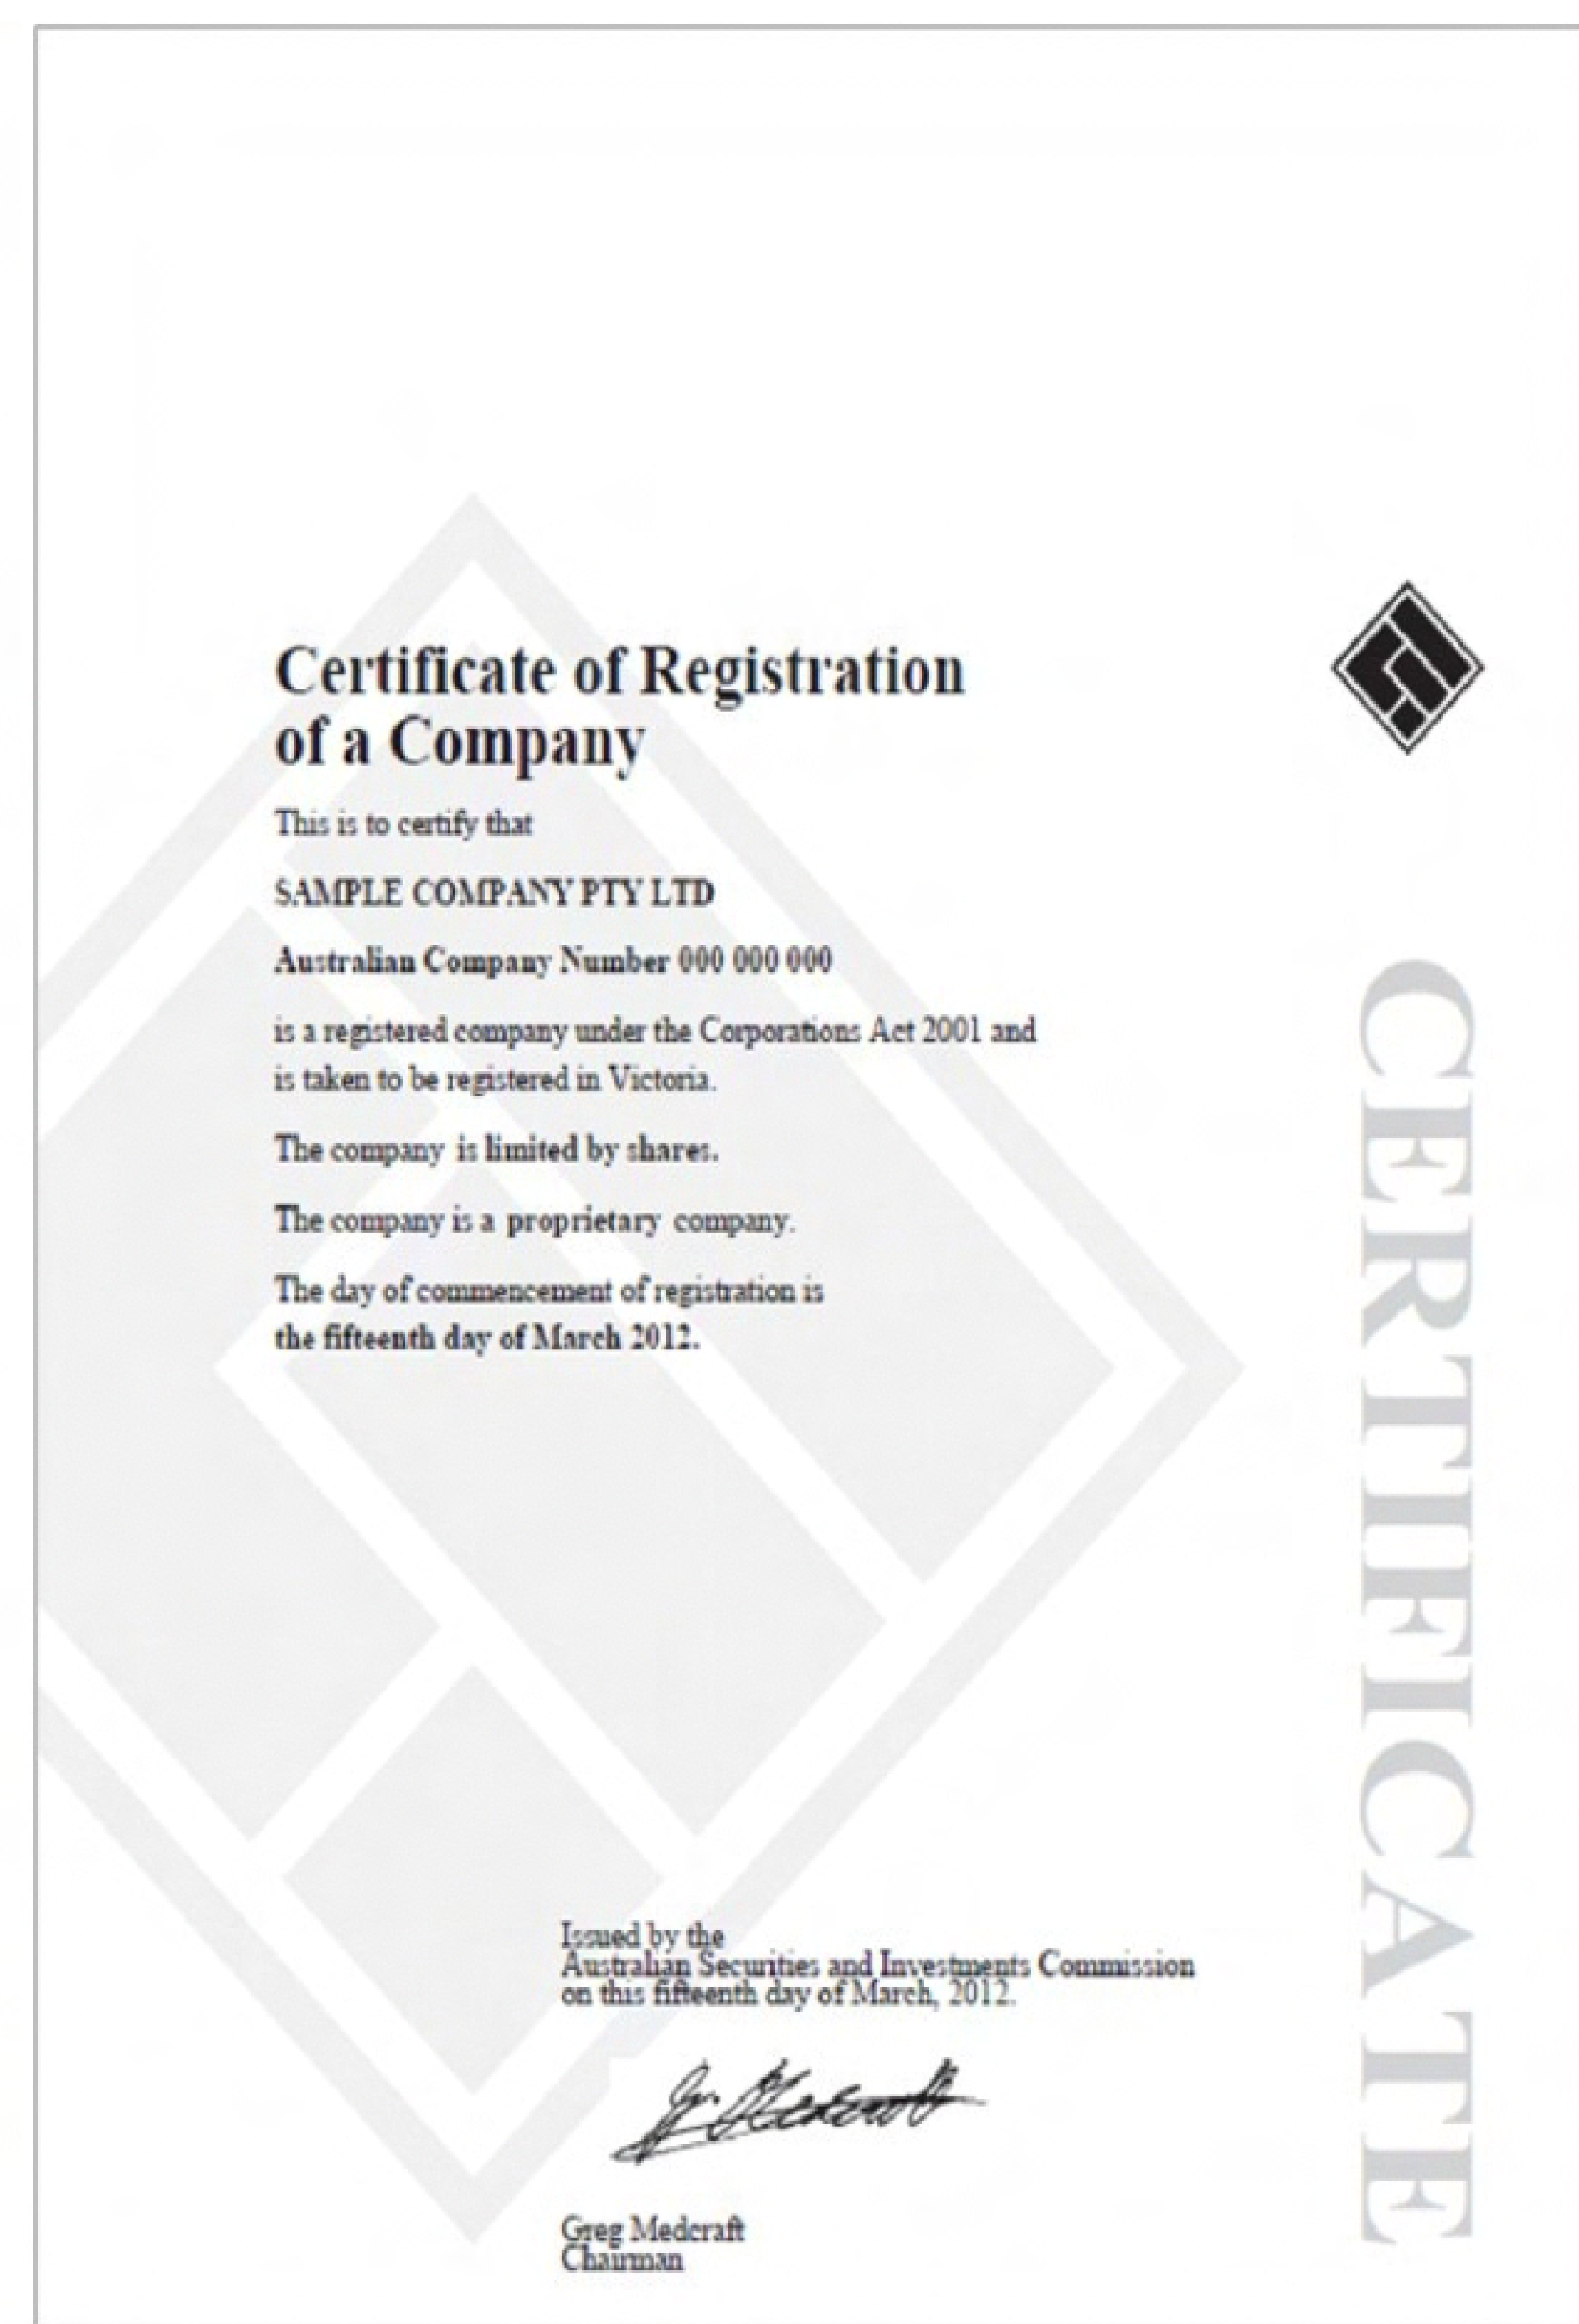 Certificate of Registration
of a Company
This is to certify that
SAMPLE COMPANY PTY LTD
Australian Company Number 000 000 000
is a registered company under the Corporations Act 2001 and
is taken to be registered in Victoria.
The company is limited by shares.
The company is a proprietary company.
The day of commencement of registration is
the fifteenth day of March 2012.
CERTIFICATE
Issued by the
Australian Securities and Investments Commission
on this fifteenth day of March, 2012.
G. Medcraft
Greg Medcraft
Chairman